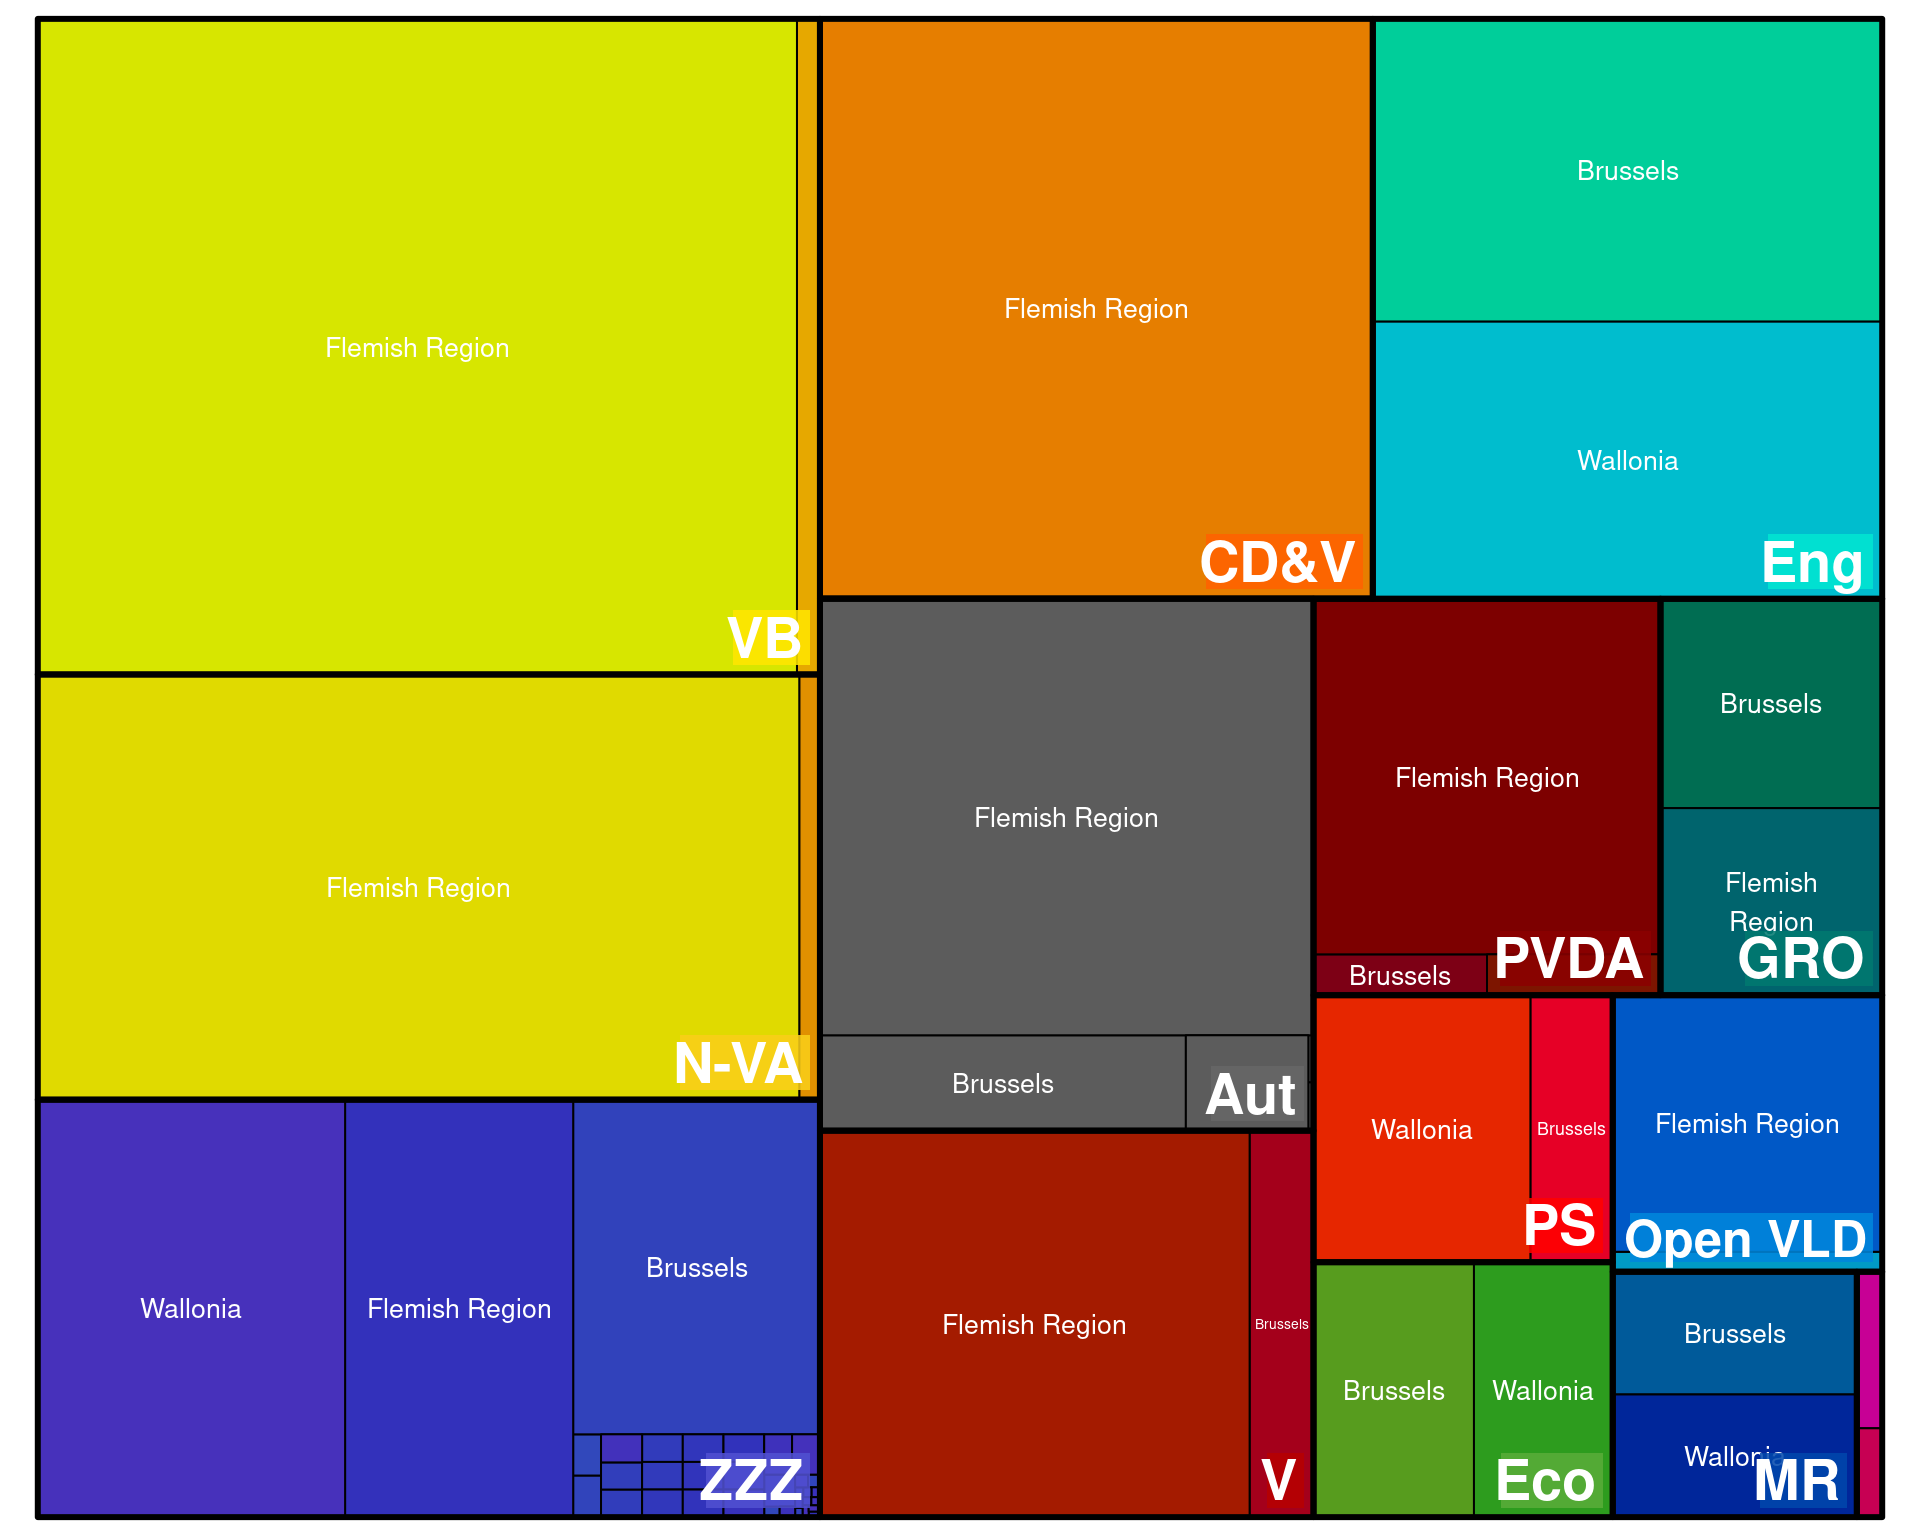 Flemish Region
VB
Flemish Region
N-VA
Wallonia
Flemish Region
Brussels
ZZZ
Flemish Region
CD&V
Brussels
Wallonia
Eng
Flemish Region
Brussels
Aut
Flemish Region
Brussels
V
Flemish Region
Brussels
PVDA
Brussels
Flemish
Region
GRO
Wallonia
Brussels
PS
Flemish Region
Open VLD
Brussels
Wallonia
Eco
Brussels
Wallonia
MR